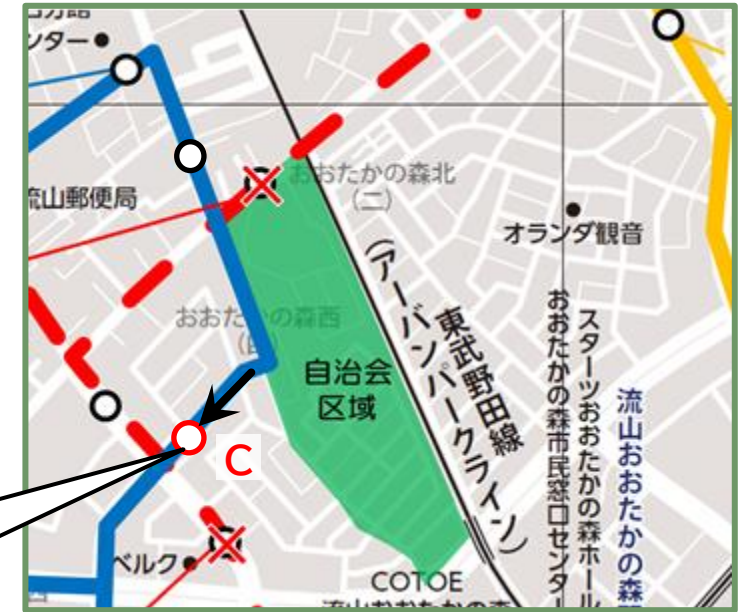 ンター
流山郵便局
おおたかの森北
(二)
オランダ観音
(アーバンパークライン)
東武野田線
自治会
区域
C
スターツおおたかの森ホール
おおたかの森市民窓口センター
流山おおたかの森
ベルク
COTOE
流山おおたかの森